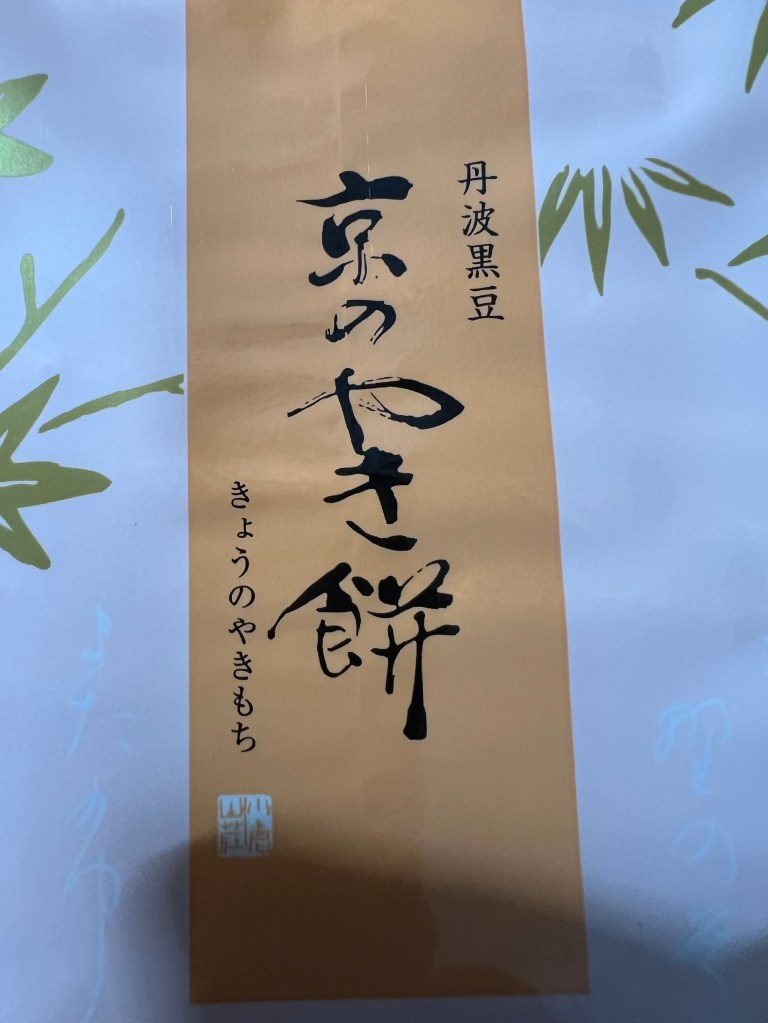 丹波黒豆
京のやき餅
きょうのやきもち
小倉山荘